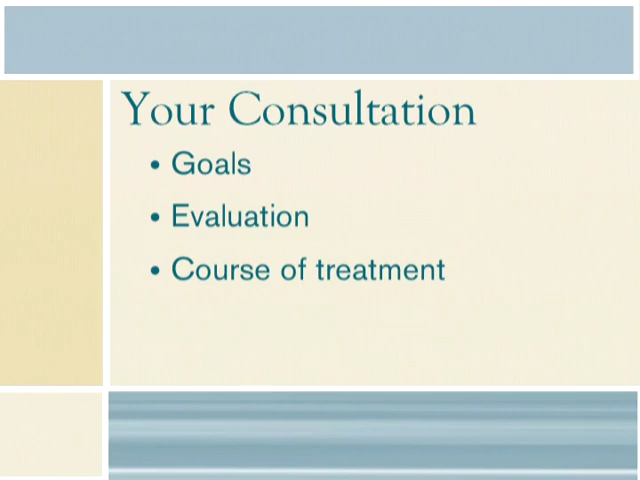 Your Consultation
• Goals
• Evaluation
• Course of treatment